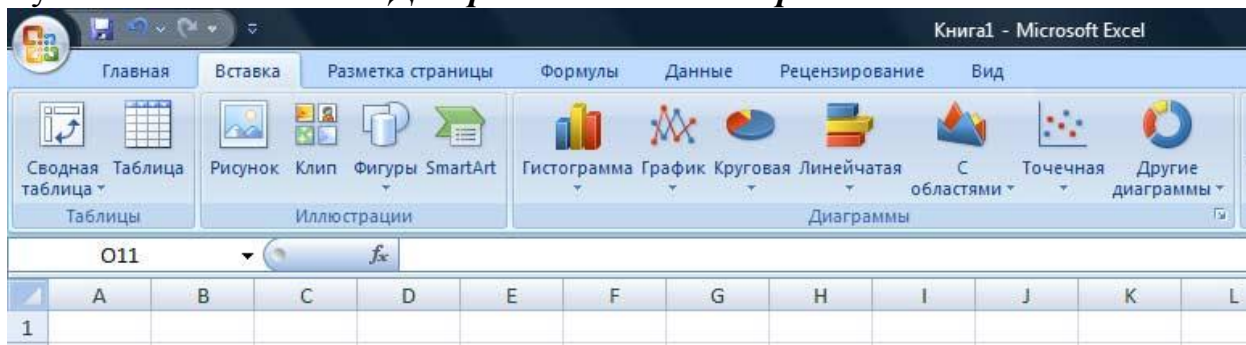 Книга1 - Microsoft Excel
Главная Вставка Разметка страницы Формулы Данные Рецензирование Вид
Сводная таблица Таблица Рисунок Клип Фигуры SmartArt Гистограмма График Круговая Линейчатая С областями Точечная Другие диаграммы
Таблицы Иллюстрации Диаграммы
O11 fx
A B C D E F G H I J K L
1